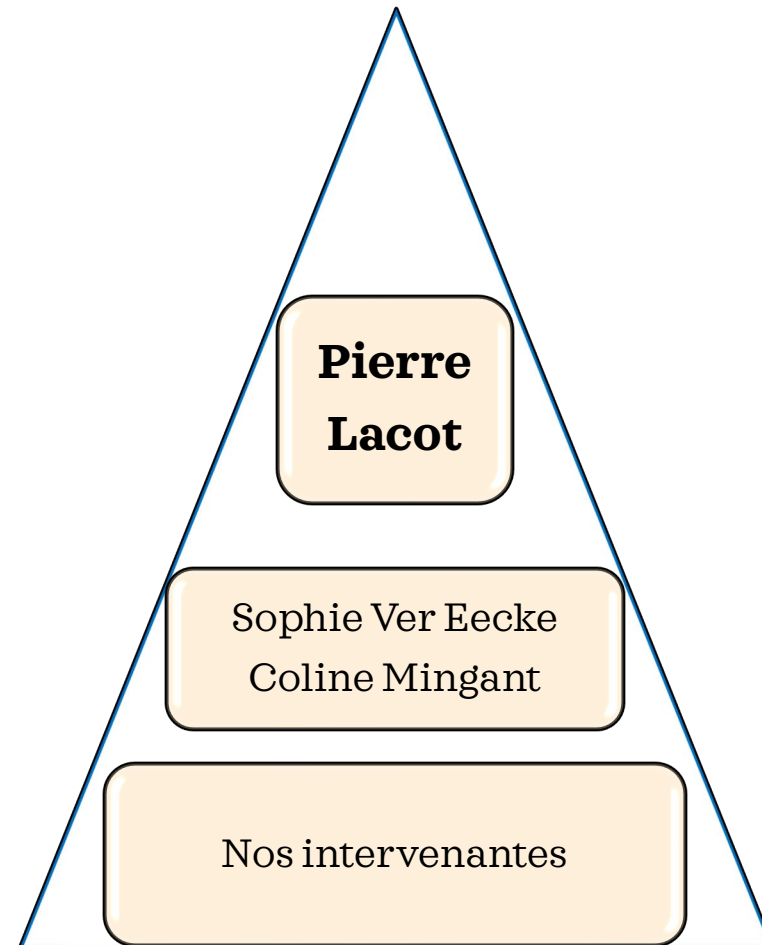 Pierre
Lacot
Sophie Ver Eecke
Coline Mingant
Nos intervenantes